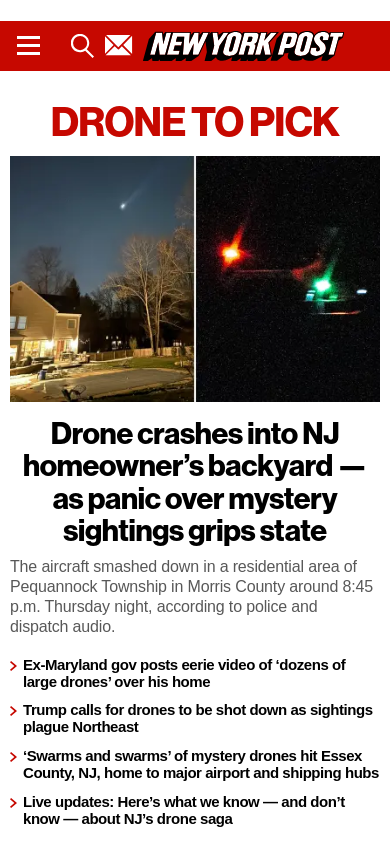 NEW YORK POST
DRONE TO PICK
Drone crashes into NJ
homeowner’s backyard —
as panic over mystery
sightings grips state
The aircraft smashed down in a residential area of
Pequannock Township in Morris County around 8:45
p.m. Thursday night, according to police and
dispatch audio.
Ex-Maryland gov posts eerie video of ‘dozens of
large drones’ over his home
Trump calls for drones to be shot down as sightings
plague Northeast
‘Swarms and swarms’ of mystery drones hit Essex
County, NJ, home to major airport and shipping hubs
Live updates: Here’s what we know — and don’t
know — about NJ’s drone saga